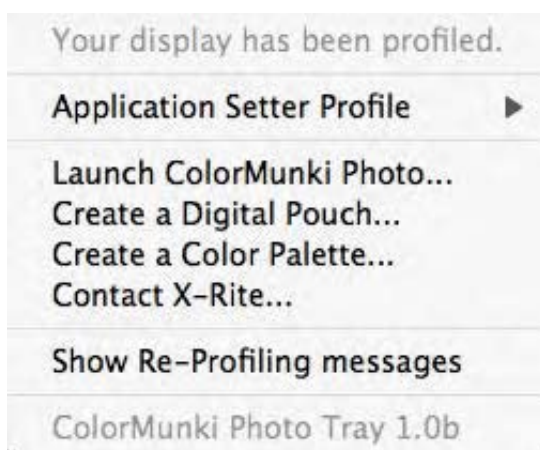 Your display has been profiled.
Application Setter Profile
Launch ColorMunki Photo...
Create a Digital Pouch...
Create a Color Palette...
Contact X-Rite...
Show Re-Profiling messages
ColorMunki Photo Tray 1.0b